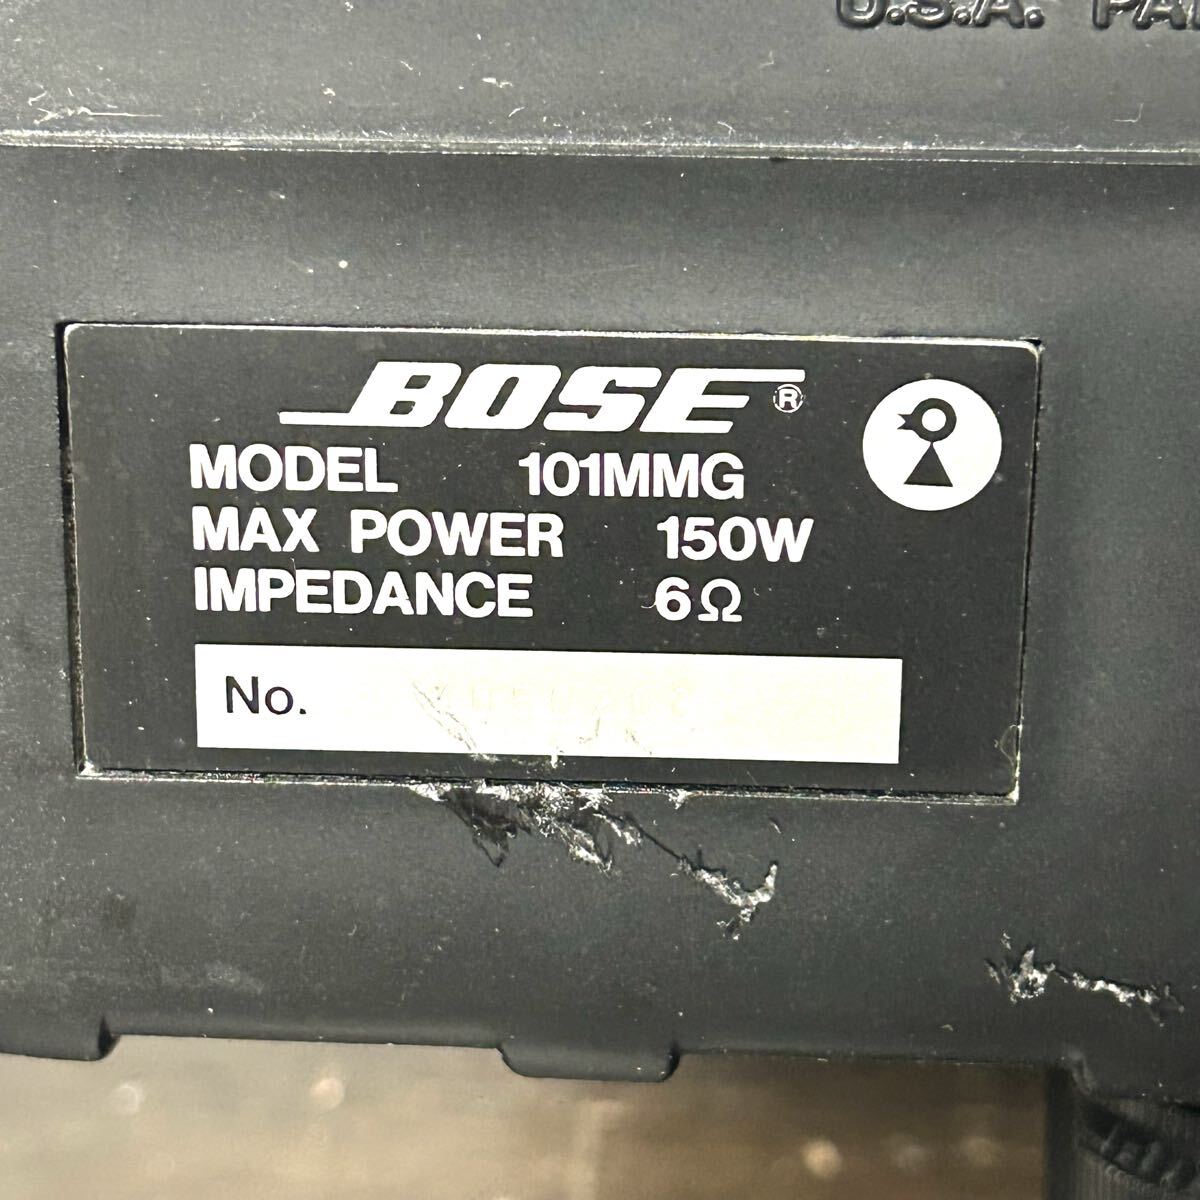 U.S.A.
BOSE®
MODEL 101MMG
MAX POWER 150W
IMPEDANCE 6Ω
No.